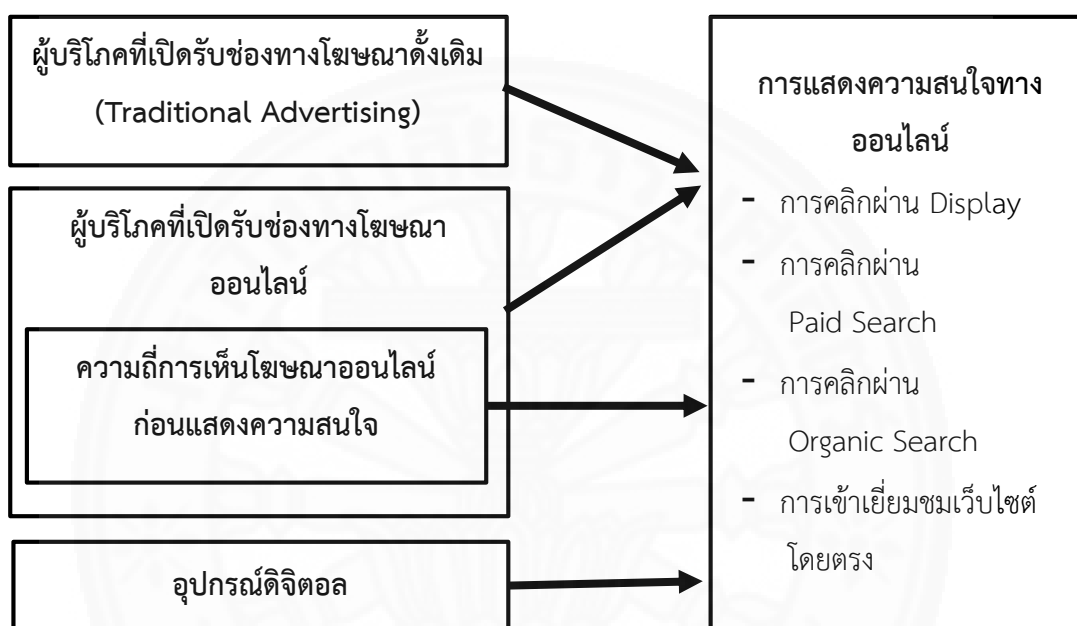 ผู้บริโภคที่เปิดรับช่องทางโฆษณาดั้งเดิม
(Traditional Advertising)
ผู้บริโภคที่เปิดรับช่องทางโฆษณา
ออนไลน์
ความถี่การเห็นโฆษณาออนไลน์
ก่อนแสดงความสนใจ
อุปกรณ์ดิจิตอล
การแสดงความสนใจทาง
ออนไลน์
- การคลิกผ่าน Display
- การคลิกผ่าน
Paid Search
- การคลิกผ่าน
Organic Search
- การเข้าเยี่ยมชมเว็บไซต์
โดยตรง